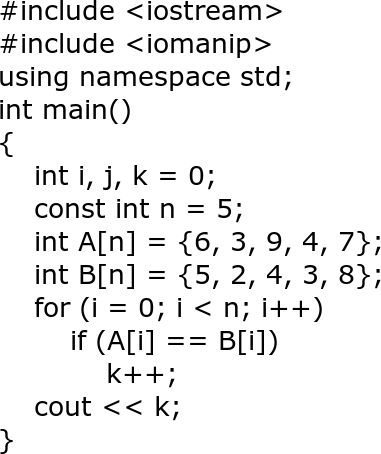 #include <iostream>
#include <iomanip>
using namespace std;
int main()
{
    int i, j, k = 0;
    const int n = 5;
    int A[n] = {6, 3, 9, 4, 7};
    int B[n] = {5, 2, 4, 3, 8};
    for (i = 0; i < n; i++)
        if (A[i] == B[i])
            k++;
    cout << k;
}